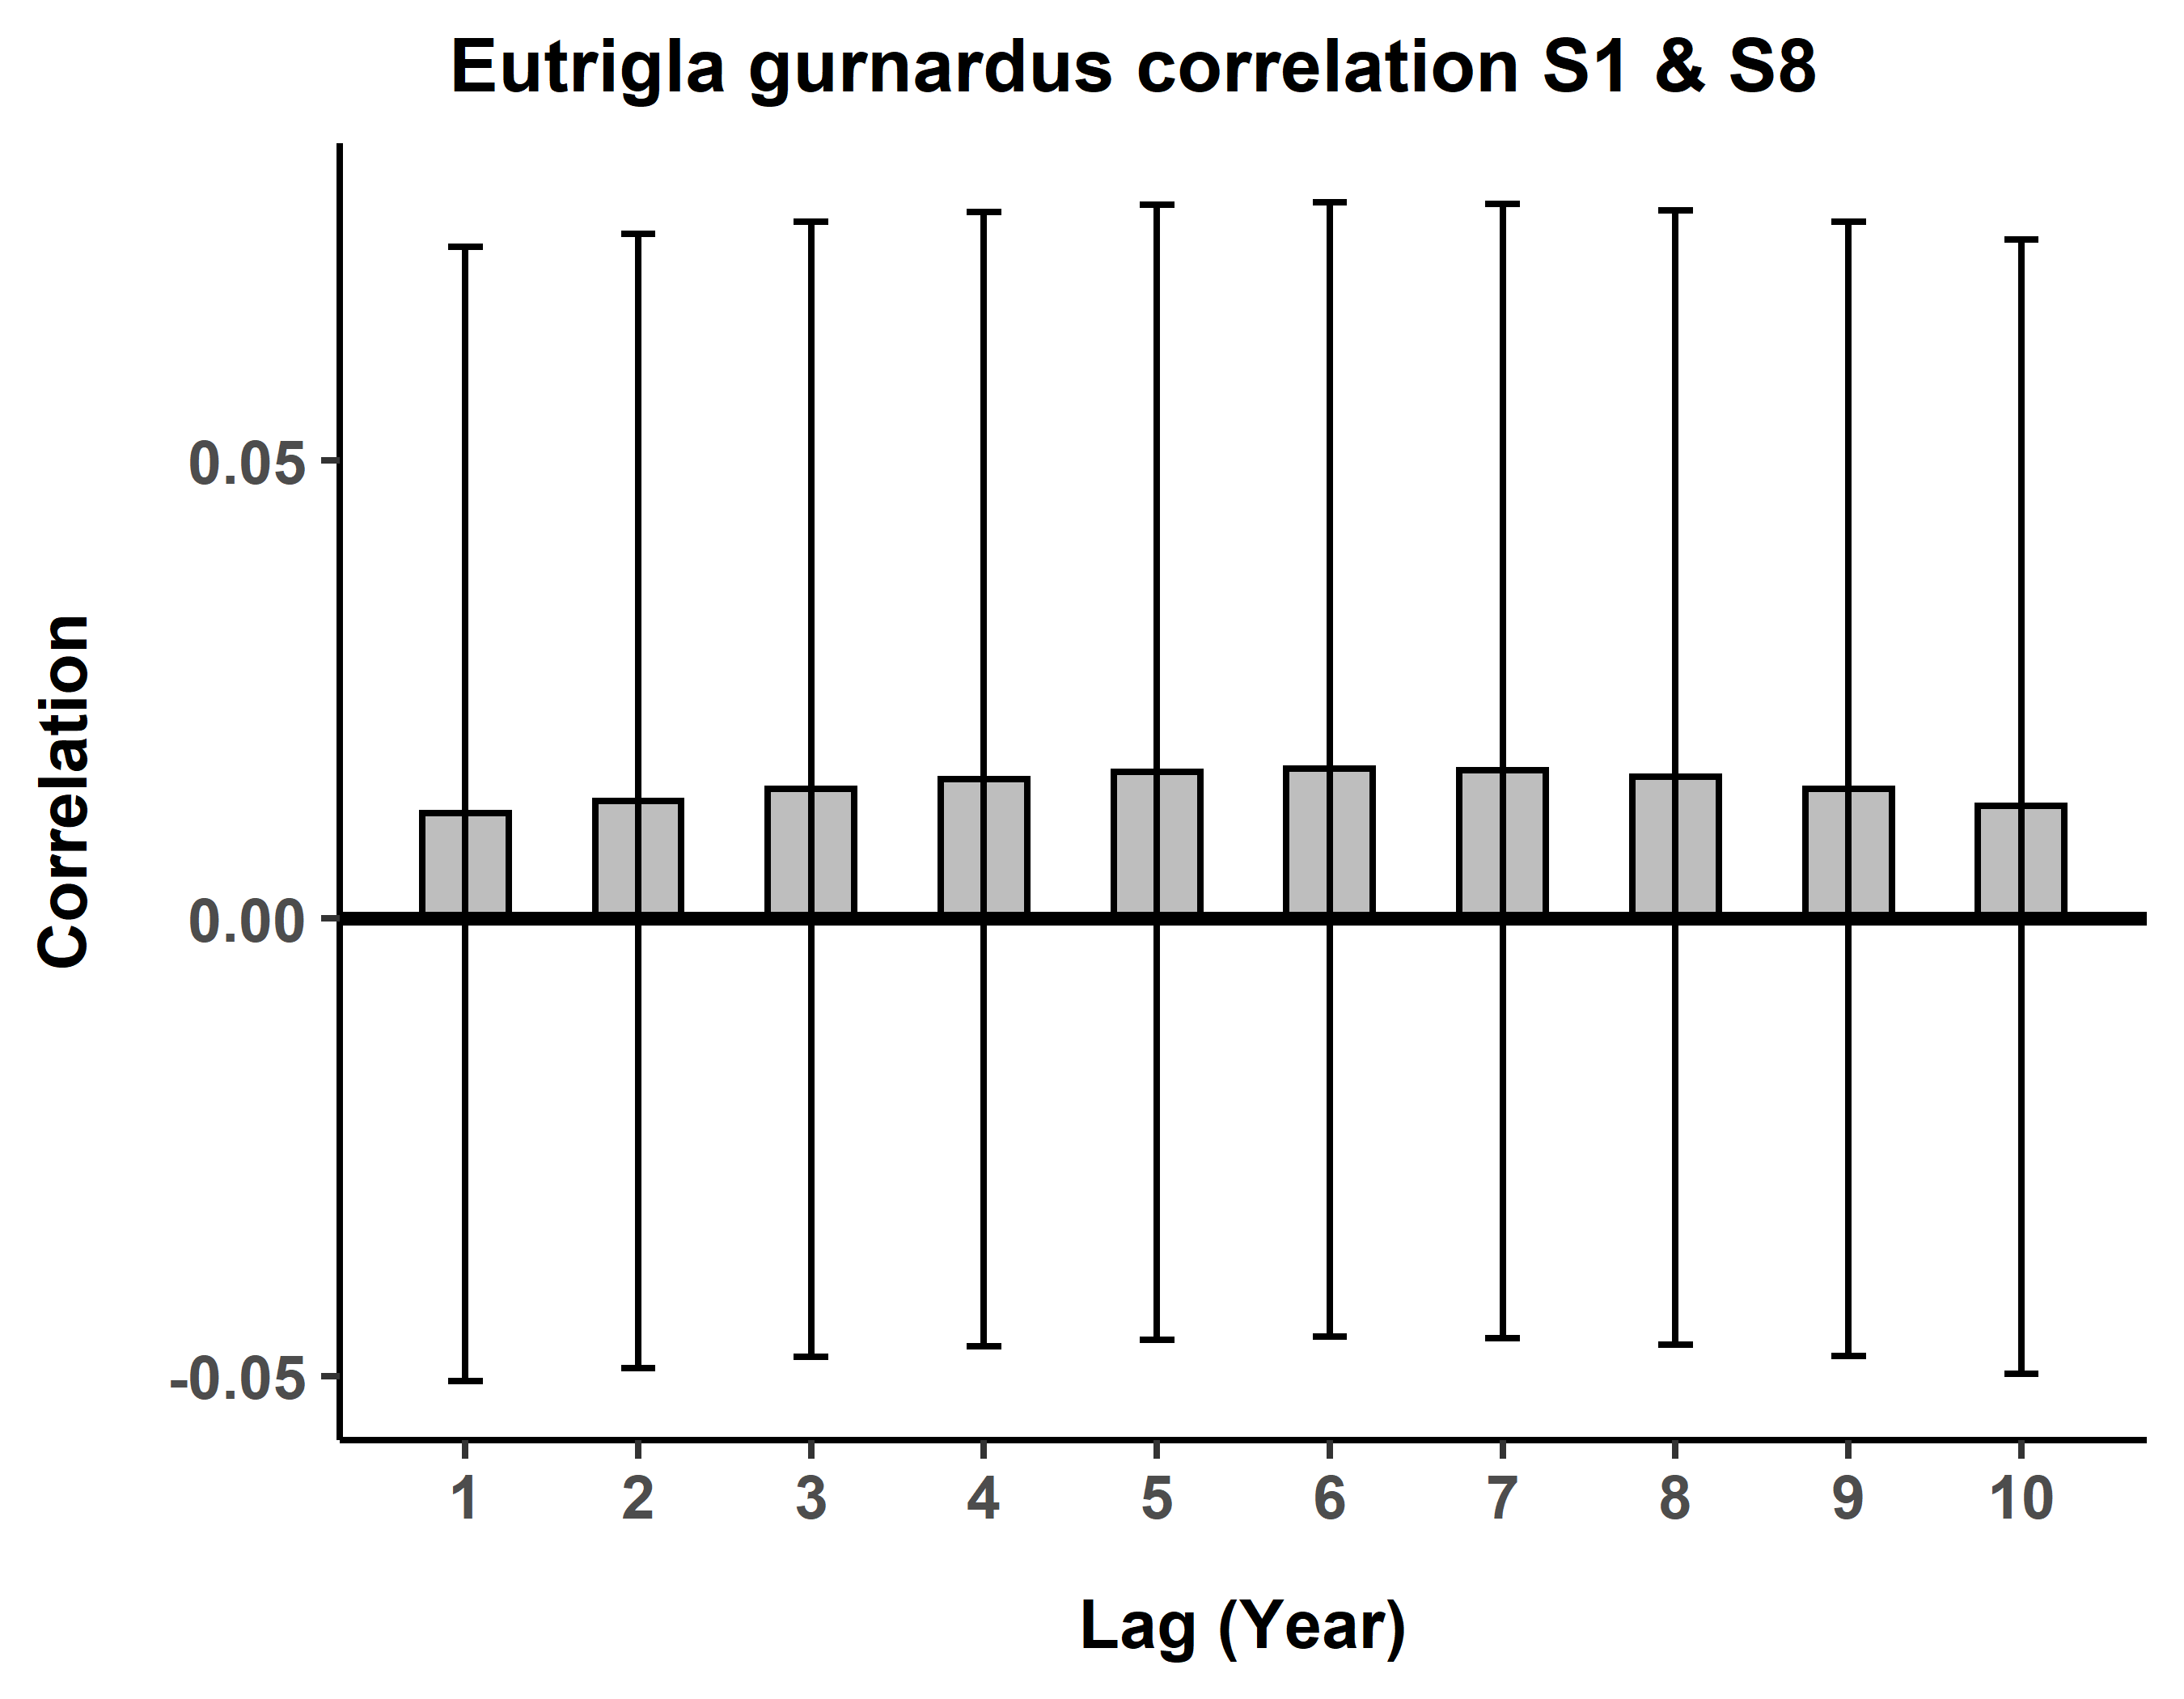 Eutrigla gurnardus correlation S1 & S8
Correlation
0.05
0.00
-0.05
1 2 3 4 5 6 7 8 9 10
Lag (Year)